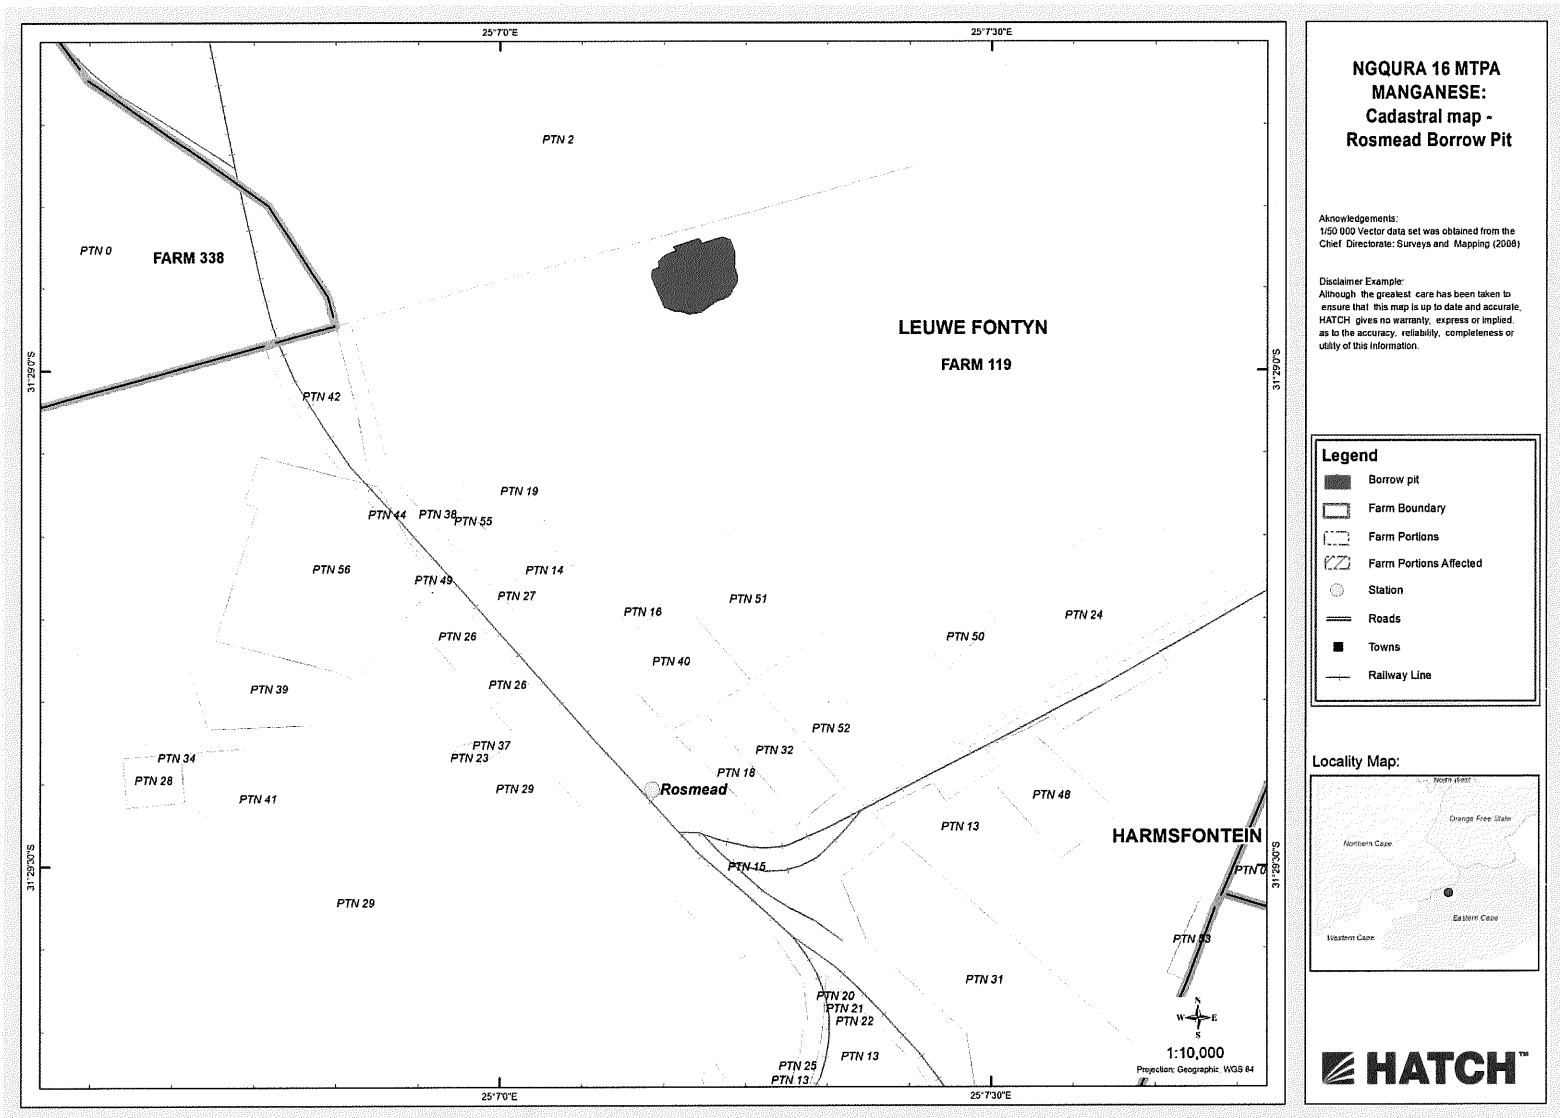 25°7'0"E
25°7'30"E
PTN 2
PTN 0
FARM 338
LEUWE FONTYN
FARM 119
31°29'0"S
31°29'0"S
PTN 42
PTN 19
PTN 44
PTN 38
PTN 55
PTN 56
PTN 14
PTN 49
PTN 27
PTN 16
PTN 51
PTN 24
PTN 26
PTN 50
PTN 40
PTN 26
PTN 39
PTN 52
PTN 37
PTN 32
PTN 34
PTN 23
PTN 18
PTN 28
PTN 29
Rosmead
PTN 41
PTN 48
PTN 13
HARMSFONTEIN
PTN 15
PTN 0
31°29'30"S
31°29'30"S
PTN 29
PTN 53
PTN 31
PTN 20
PTN 21
PTN 22
PTN 13
PTN 25
PTN 13
N
W E
S
1:10,000
Projection: Geographic, WGS 84
25°7'0"E
25°7'30"E
NGQURA 16 MTPA
MANGANESE:
Cadastral map -
Rosmead Borrow Pit
Aknowledgements:
1/50 000 Vector data set was obtained from the
Chief Directorate: Surveys and Mapping (2008)
Disclaimer Example:
Although the greatest care has been taken to
ensure that this map is up to date and accurate,
HATCH gives no warranty, express or implied,
as to the accuracy, reliability, completeness or
utility of this information.
Legend
Borrow pit
Farm Boundary
Farm Portions
Farm Portions Affected
Station
Roads
Towns
Railway Line
Locality Map:
North West
Orange Free State
Northern Cape
Eastern Cape
Western Cape
HATCH™